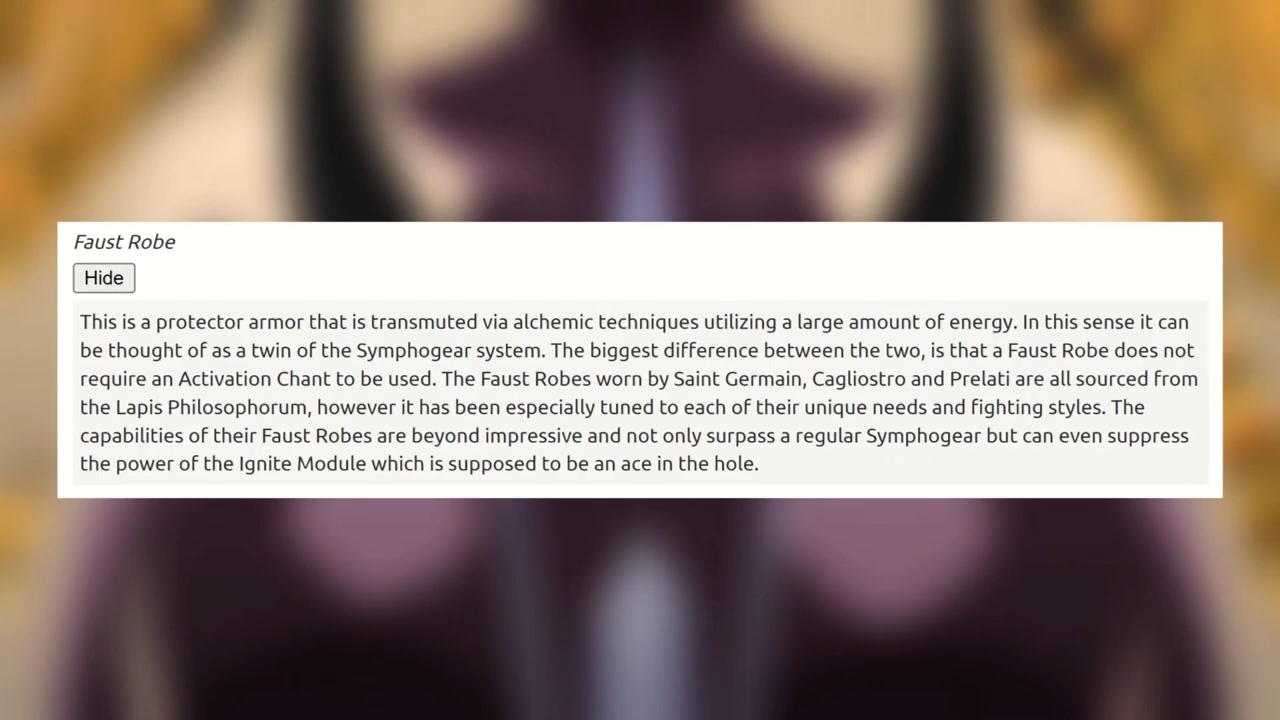 Faust Robe
Hide
This is a protector armor that is transmuted via alchemic techniques utilizing a large amount of energy. In this sense it can
be thought of as a twin of the Symphogear system. The biggest difference between the two, is that a Faust Robe does not
require an Activation Chant to be used. The Faust Robes worn by Saint Germain, Cagliostro and Prelati are all sourced from
the Lapis Philosophorum, however it has been especially tuned to each of their unique needs and fighting styles. The
capabilities of their Faust Robes are beyond impressive and not only surpass a regular Symphogear but can even suppress
the power of the Ignite Module which is supposed to be an ace in the hole.